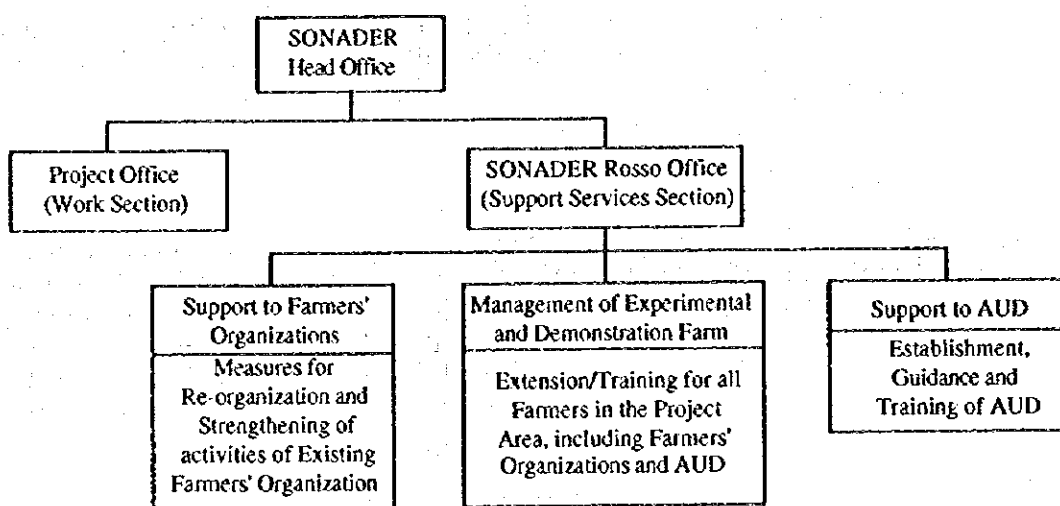 SONADER
Head Office
Project Office
(Work Section)
SONADER Rosso Office
(Support Services Section)
Support to Farmers'
Organizations
Measures for
Re-organization and
Strengthening of
activities of Existing
Farmers' Organization
Management of Experimental
and Demonstration Farm
Extension/Training for all
Farmers in the Project
Area, including Farmers'
Organizations and AUD
Support to AUD
Establishment,
Guidance and
Training of AUD